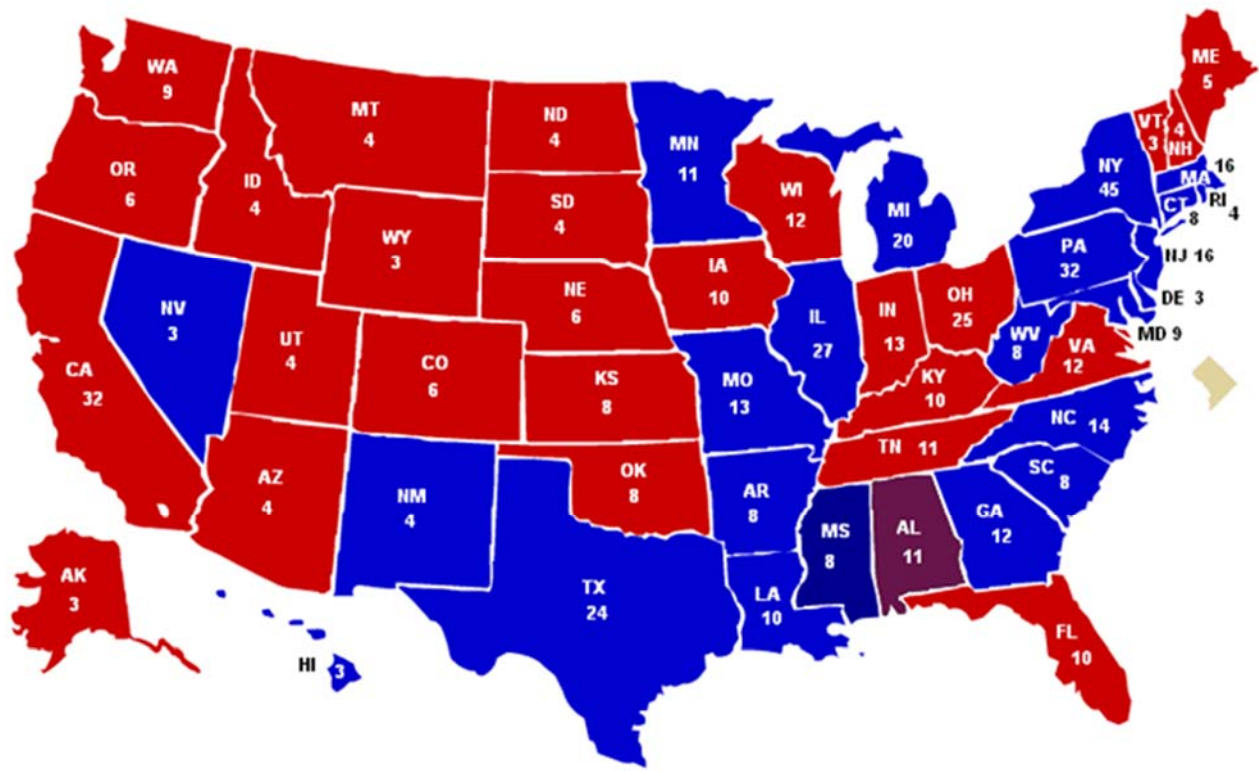 WA
9
MT
4
ND
4
MN
11
ME
5
VT
3
4
NH
OR
6
ID
4
SD
4
WI
12
MI
20
NY
45
16
MA
RI
4
CT
8
WY
3
IA
10
PA
32
NJ 16
NV
3
NE
6
IL
27
IN
13
OH
25
DE 3
MD 9
UT
4
CO
6
WV
8
VA
12
CA
32
KS
8
MO
13
KY
10
NC 14
TN 11
AZ
4
NM
4
OK
8
AR
8
SC
8
MS
8
AL
11
GA
12
AK
3
TX
24
LA
10
FL
10
HI
3